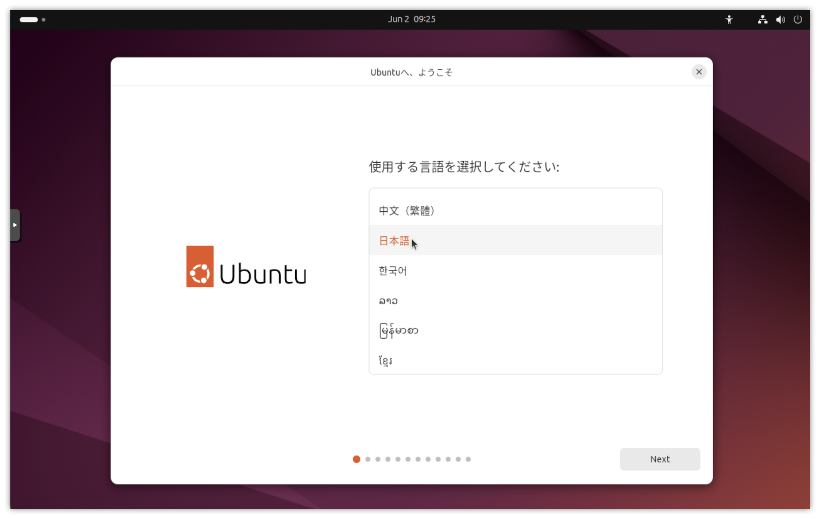 Jun 2 09:25
Ubuntuへ、ようこそ
使用する言語を選択してください:
中文（繁體）
日本語
한국어
ລາວ
မြန်မာစာ
ខ្មែរ
Ubuntu
Next